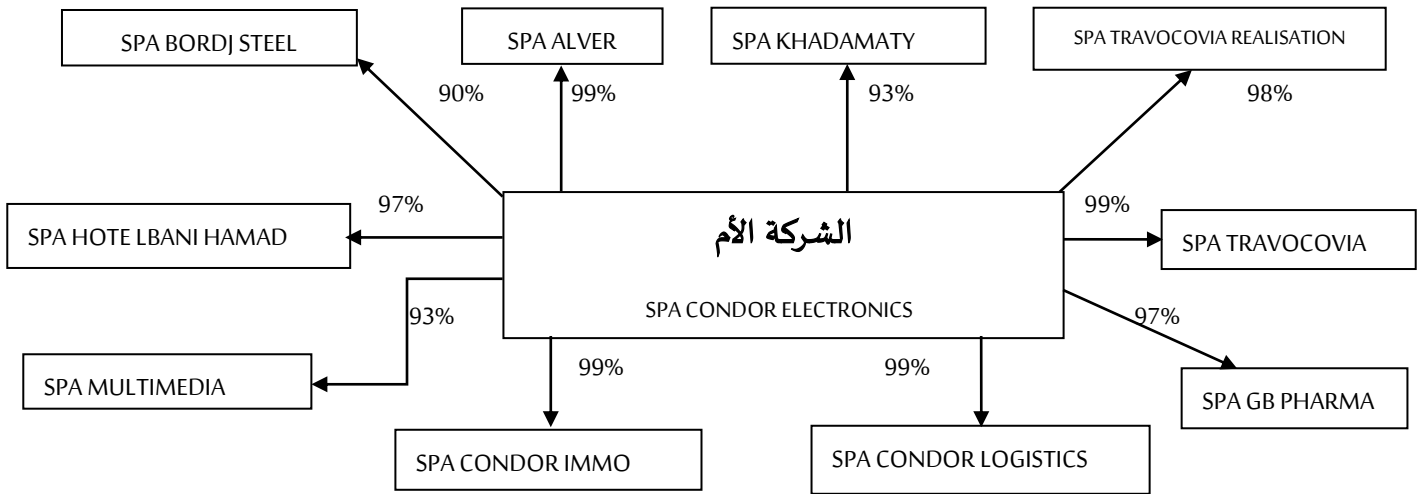 SPA BORDJ STEEL
SPA ALVER
SPA KHADAMATY
SPA TRAVOCOVIA REALISATION
90%
99%
93%
98%
97%
99%
SPA HOTE LBANI HAMAD
الشركة الأم
SPA TRAVOCOVIA
SPA CONDOR ELECTRONICS
93%
97%
99%
99%
SPA MULTIMEDIA
SPA GB PHARMA
SPA CONDOR IMMO
SPA CONDOR LOGISTICS